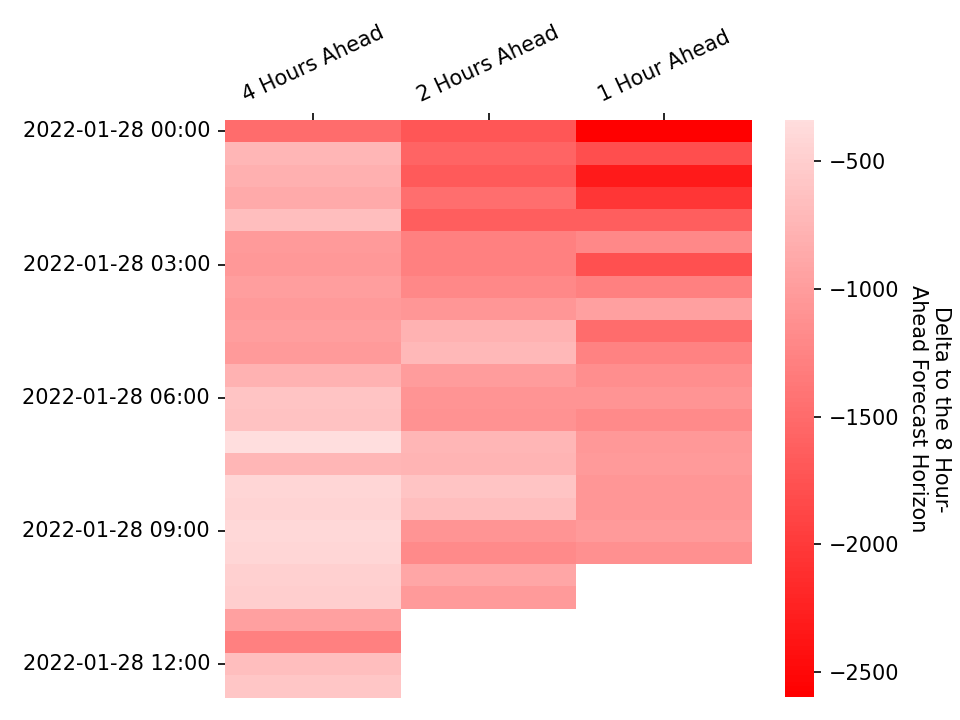 4 Hours Ahead
2 Hours Ahead
1 Hour Ahead
2022-01-28 00:00
2022-01-28 03:00
2022-01-28 06:00
2022-01-28 09:00
2022-01-28 12:00
−500
−1000
−1500
−2000
−2500
Delta to the 8 Hour-
Ahead Forecast Horizon